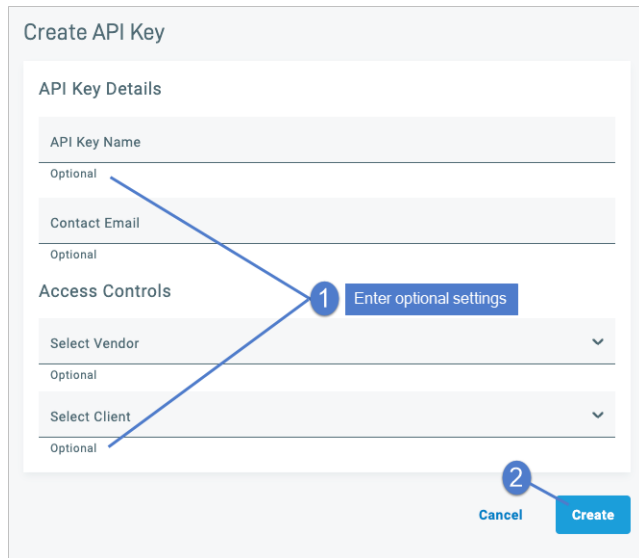 Create API Key
API Key Details
API Key Name
Optional
Contact Email
Optional
Access Controls
1 Enter optional settings
Select Vendor
Optional
Select Client
Optional
2
Cancel Create